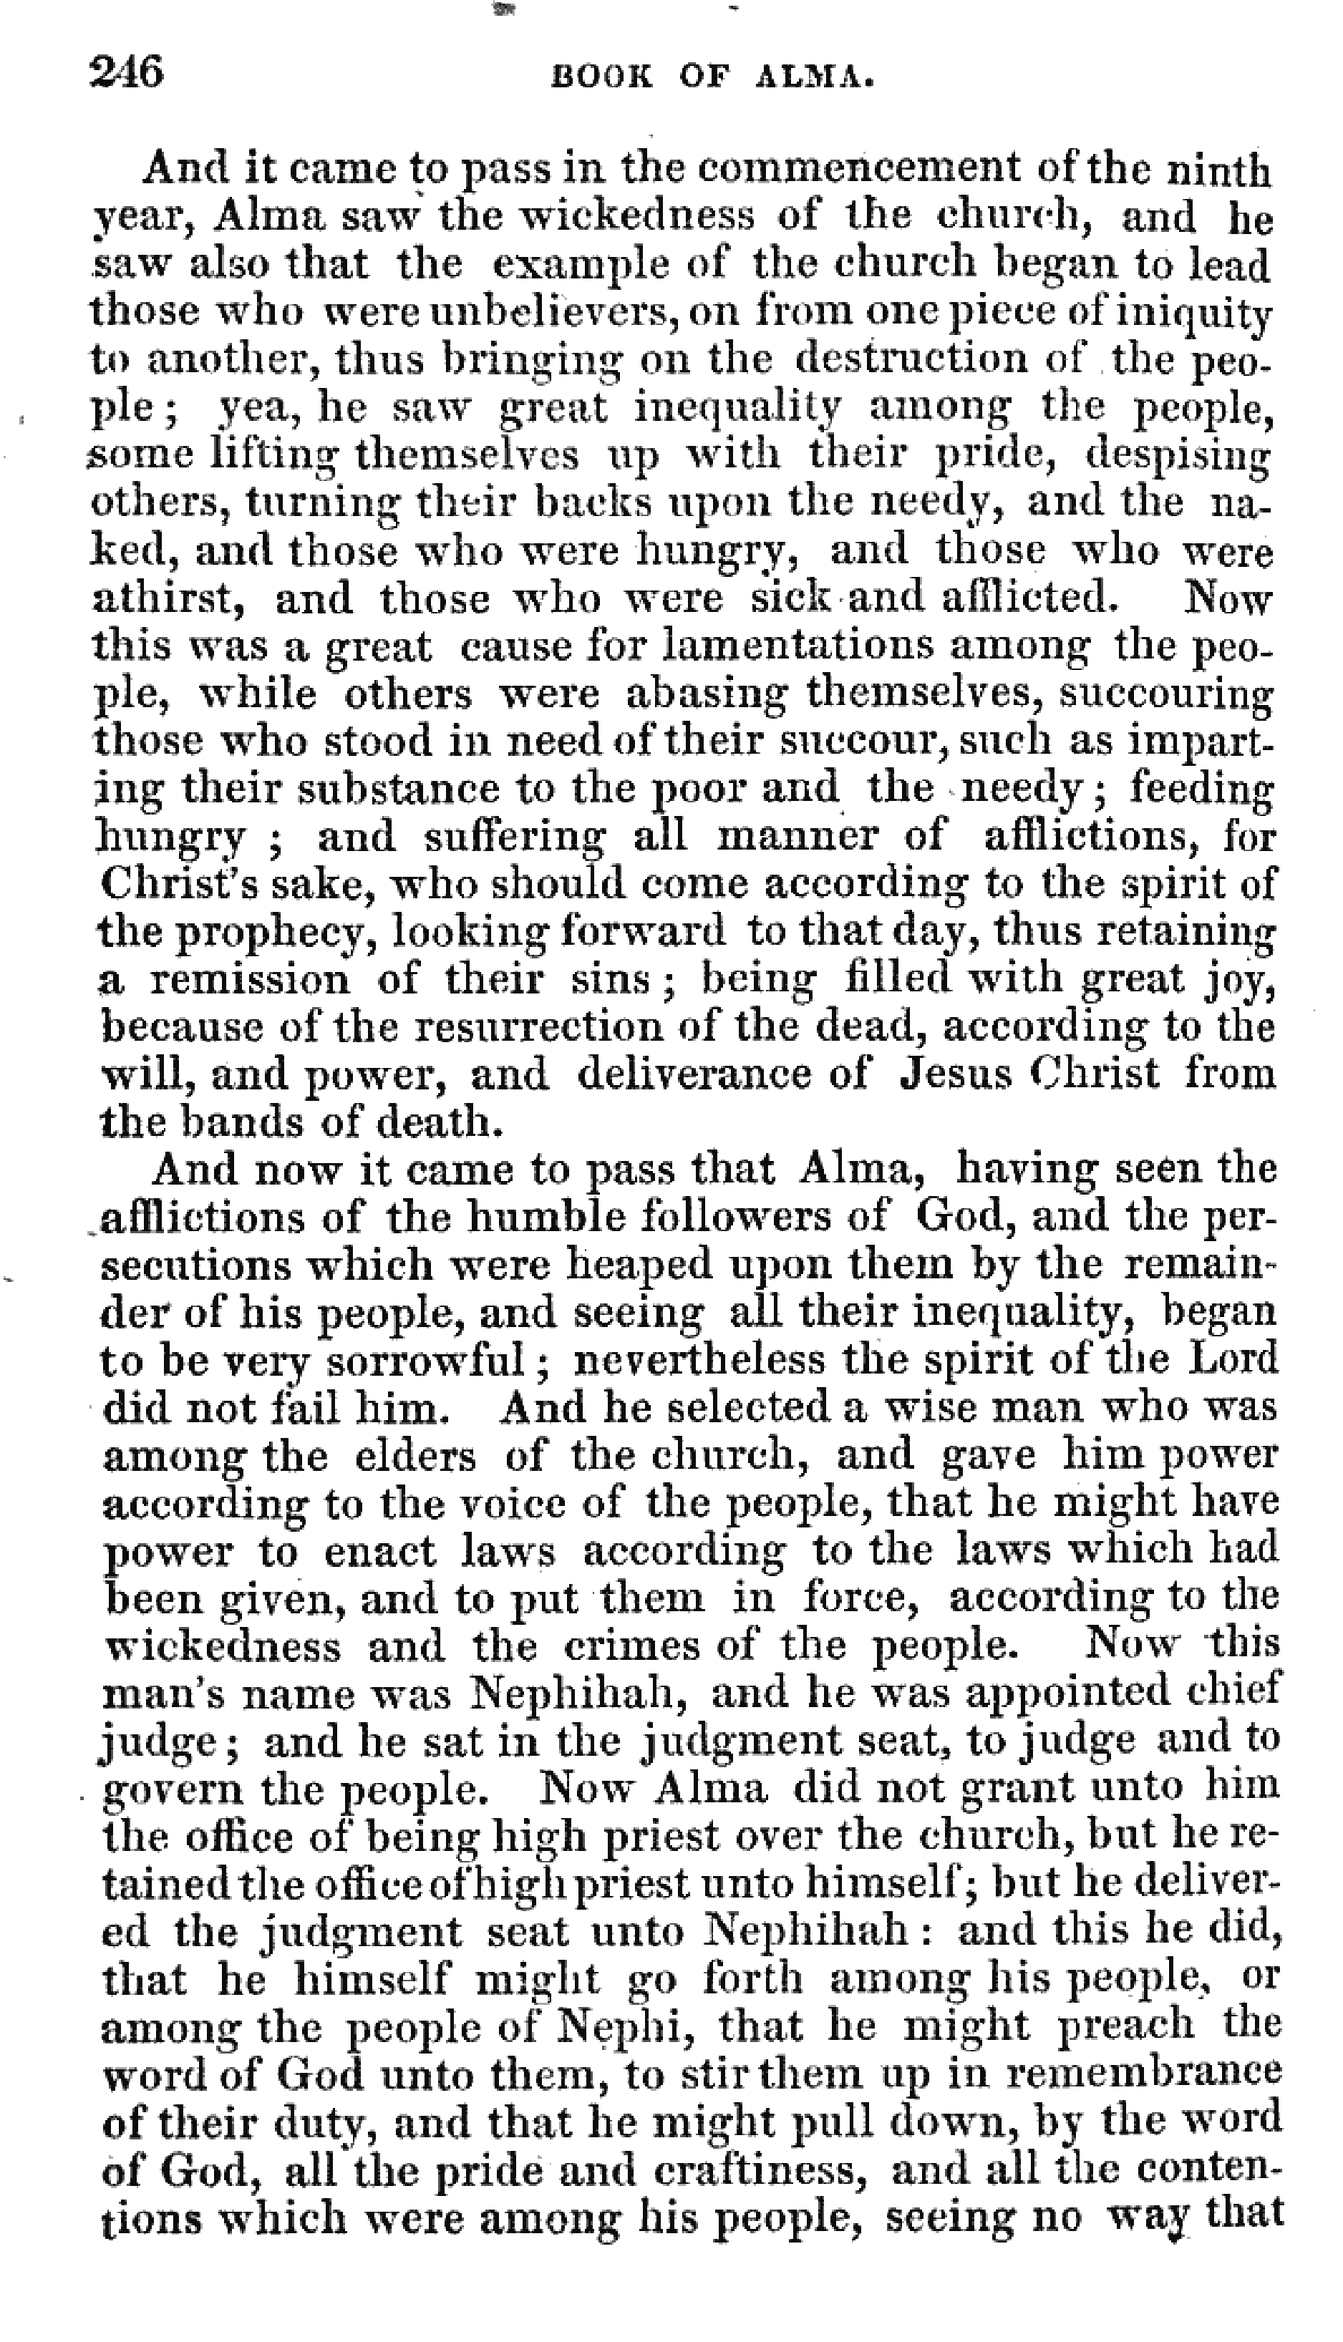 246 BOOK OF ALMA.
And it came to pass in the commencement of the ninth
year, Alma saw the wickedness of the church, and he
saw also that the example of the church began to lead
those who were unbelievers, on from one piece of iniquity
to another, thus bringing on the destruction of the peo-
ple; yea, he saw great inequality among the people,
some lifting themselves up with their pride, despising
others, turning their backs upon the needy, and the na-
ked, and those who were hungry, and those who were
athirst, and those who were sick and afflicted. Now
this was a great cause for lamentations among the peo-
ple, while others were abasing themselves, succouring
those who stood in need of their succour, such as impart-
ing their substance to the poor and the needy; feeding
hungry ; and suffering all manner of afflictions, for
Christ's sake, who should come according to the spirit of
the prophecy, looking forward to that day, thus retaining
a remission of their sins; being filled with great joy,
because of the resurrection of the dead, according to the
will, and power, and deliverance of Jesus Christ from
the bands of death.
And now it came to pass that Alma, having seen the
afflictions of the humble followers of God, and the per-
secutions which were heaped upon them by the remain-
der of his people, and seeing all their inequality, began
to be very sorrowful; nevertheless the spirit of the Lord
did not fail him. And he selected a wise man who was
among the elders of the church, and gave him power
according to the voice of the people, that he might have
power to enact laws according to the laws which had
been given, and to put them in force, according to the
wickedness and the crimes of the people. Now this
man's name was Nephihah, and he was appointed chief
judge; and he sat in the judgment seat, to judge and to
govern the people. Now Alma did not grant unto him
the office of being high priest over the church, but he re-
tained the office of high priest unto himself; but he deliver-
ed the judgment seat unto Nephihah: and this he did,
that he himself might go forth among his people, or
among the people of Nephi, that he might preach the
word of God unto them, to stir them up in remembrance
of their duty, and that he might pull down, by the word
of God, all the pride and craftiness, and all the conten-
tions which were among his people, seeing no way that